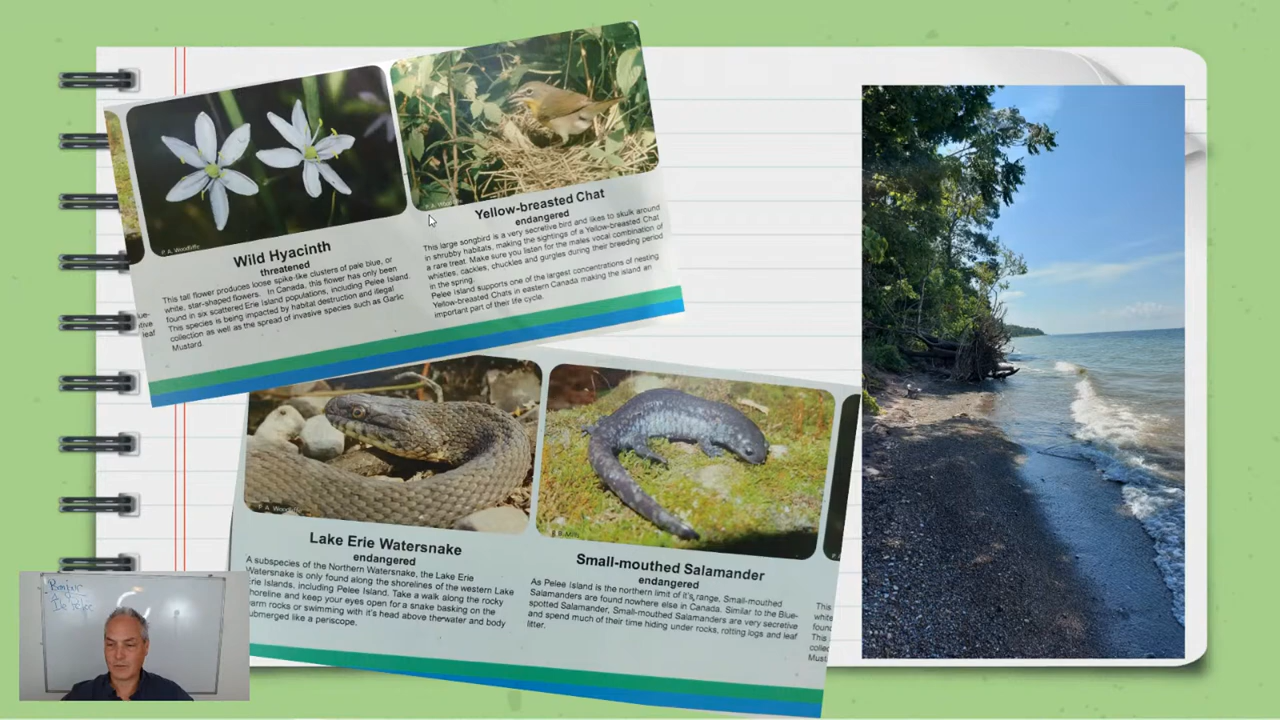 P. A. Woodliffe
Wild Hyacinth
threatened
This tall flower produces loose spike-like clusters of pale blue, or
white, star-shaped flowers. In Canada, this flower has only been
found in six scattered Erie Island populations, including Pelee Island.
This species is being impacted by habitat destruction and illegal
collection as well as the spread of invasive species such as Garlic
Mustard.
Yellow-breasted Chat
endangered
This large songbird is a very secretive bird and likes to skulk around
in shrubby habitats, making the sightings of a Yellow-breasted Chat
a rare treat. Make sure you listen for the males vocal combination of
whistles, cackles, chuckles and gurgles during their breeding period
in the spring.
Pelee Island supports one of the largest concentrations of nesting
Yellow-breasted Chats in eastern Canada making the island an
important part of their life cycle.
P. A. Woodliffe
Lake Erie Watersnake
endangered
A subspecies of the Northern Watersnake, the Lake Erie
Watersnake is only found along the shorelines of the western Lake
Erie Islands, including Pelee Island. Take a walk along the rocky
shoreline and keep your eyes open for a snake basking on the
warm rocks or swimming with it's head above the water and body
submerged like a periscope.
Small-mouthed Salamander
endangered
As Pelee Island is the northern limit of it's range, Small-mouthed
Salamanders are found nowhere else in Canada. Similar to the Blue-
spotted Salamander, Small-mouthed Salamanders are very secretive
and spend much of their time hiding under rocks, rotting logs and leaf
litter.
This
white
found
This
collec
Must
Bonjour